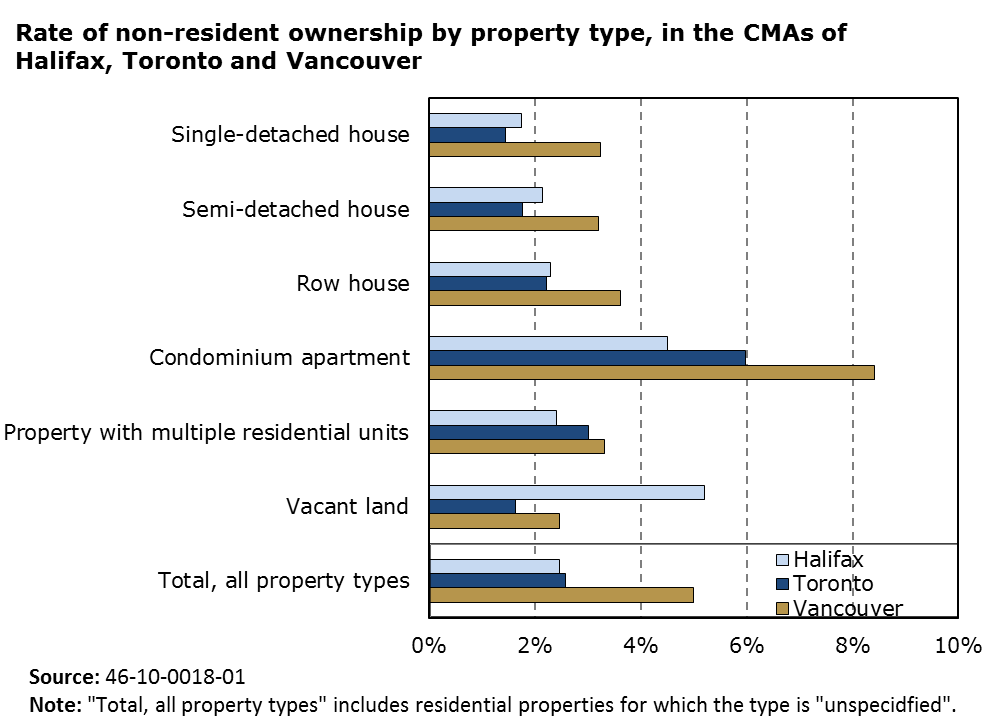 Rate of non-resident ownership by property type, in the CMAs of
Halifax, Toronto and Vancouver
Single-detached house
Semi-detached house
Row house
Condominium apartment
Property with multiple residential units
Vacant land
Total, all property types
Halifax
Toronto
Vancouver
0% 2% 4% 6% 8% 10%
Source: 46-10-0018-01
Note: "Total, all property types" includes residential properties for which the type is "unspecidfied".